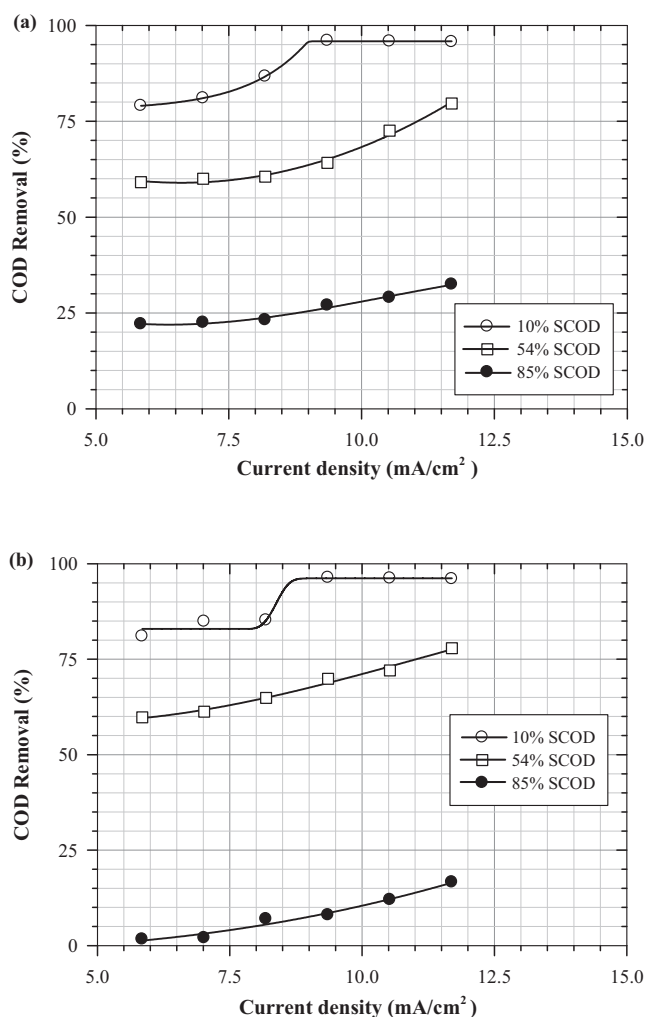 (a)
100
75
50
25
0
COD Removal (%)
10% SCOD
54% SCOD
85% SCOD
5.0 7.5 10.0 12.5 15.0
Current density (mA/cm²)
(b)
100
75
50
25
0
COD Removal (%)
10% SCOD
54% SCOD
85% SCOD
5.0 7.5 10.0 12.5 15.0
Current density (mA/cm²)